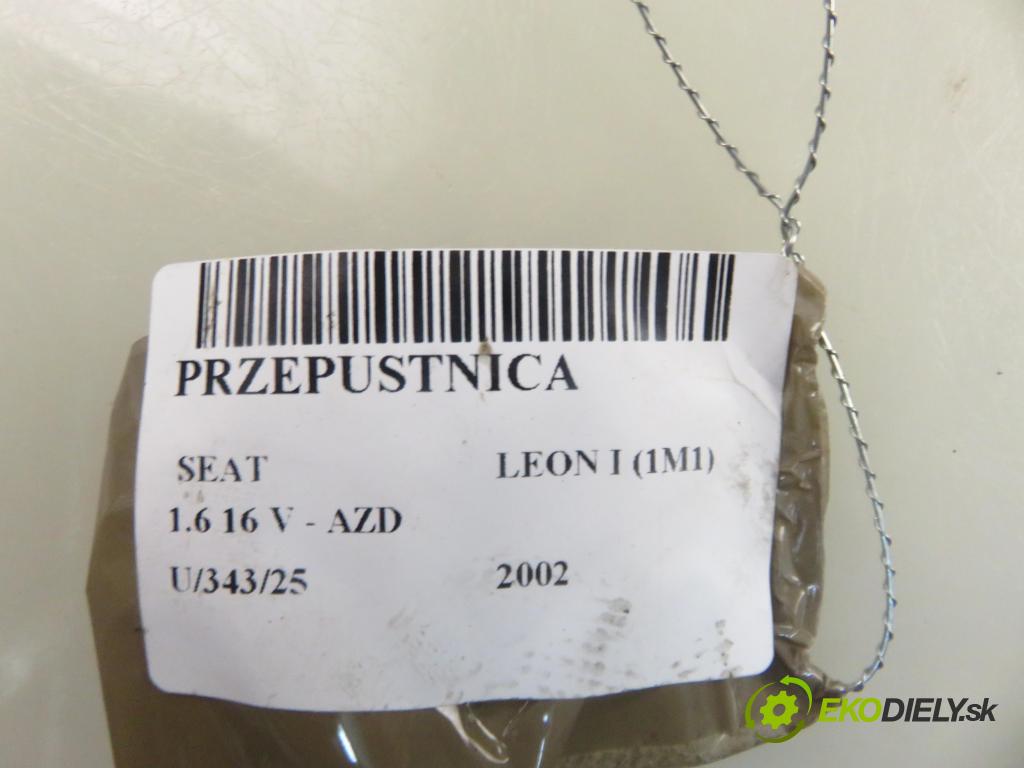 PRZEPUSTNICA
SEAT LEON I (1M1)
1.6 16 V - AZD
U/343/25 2002
EKODIELY.sk